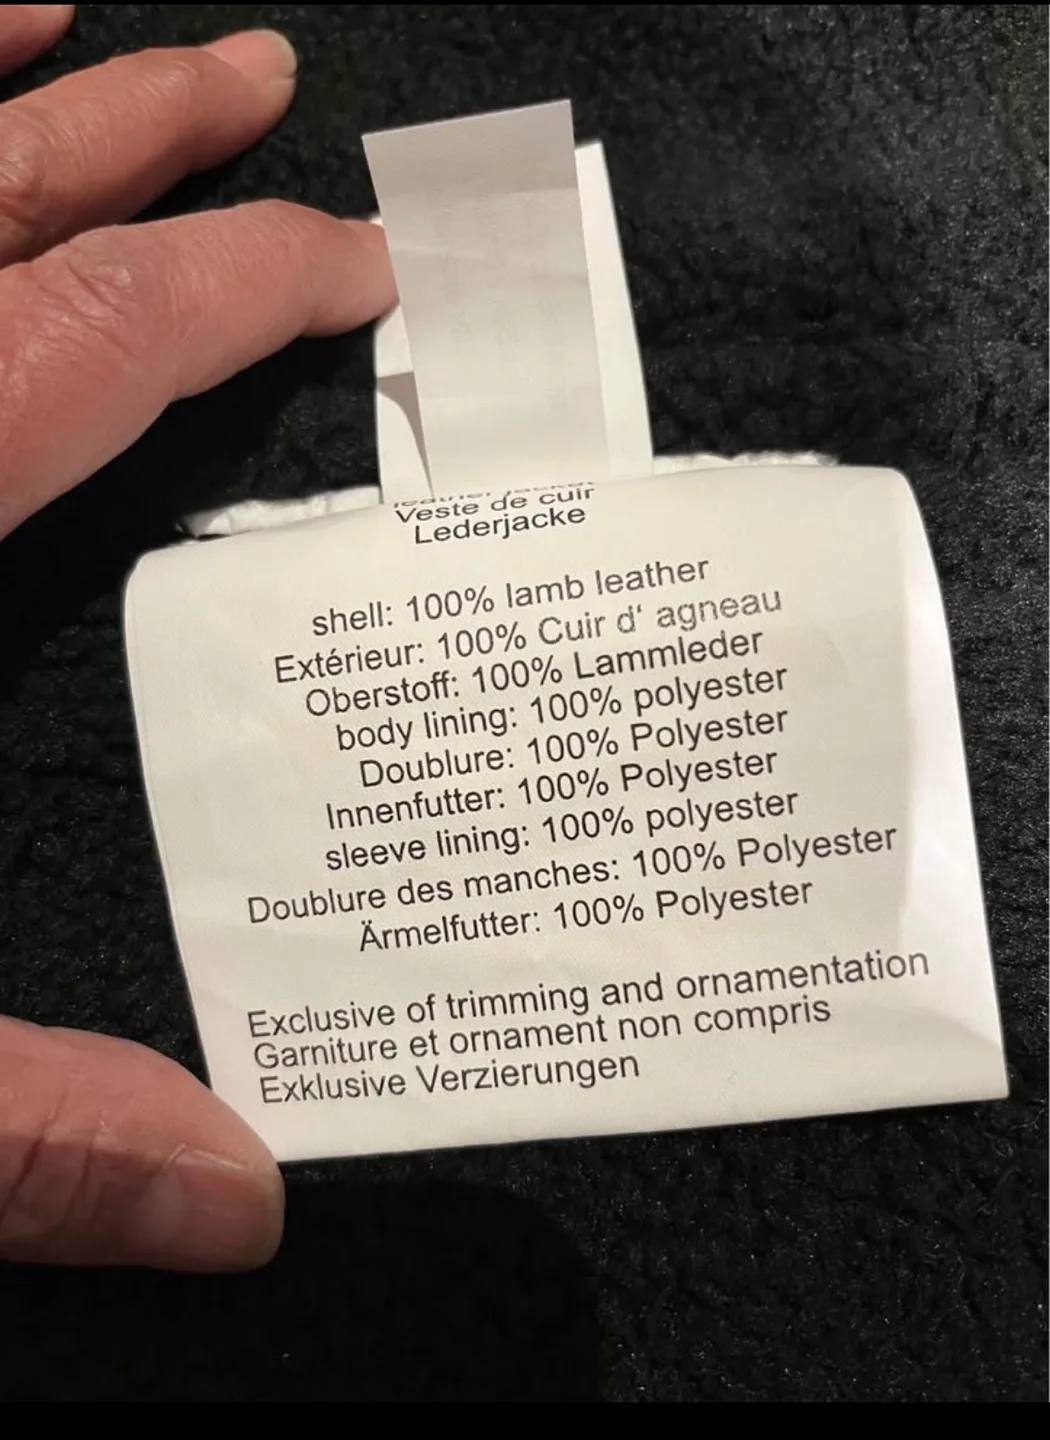 leather jacket
Veste de cuir
Lederjacke
shell: 100% lamb leather
Extérieur: 100% Cuir d‘ agneau
Oberstoff: 100% Lammleder
body lining: 100% polyester
Doublure: 100% Polyester
Innenfutter: 100% Polyester
sleeve lining: 100% polyester
Doublure des manches: 100% Polyester
Ärmelfutter: 100% Polyester
Exclusive of trimming and ornamentation
Garniture et ornament non compris
Exklusive Verzierungen